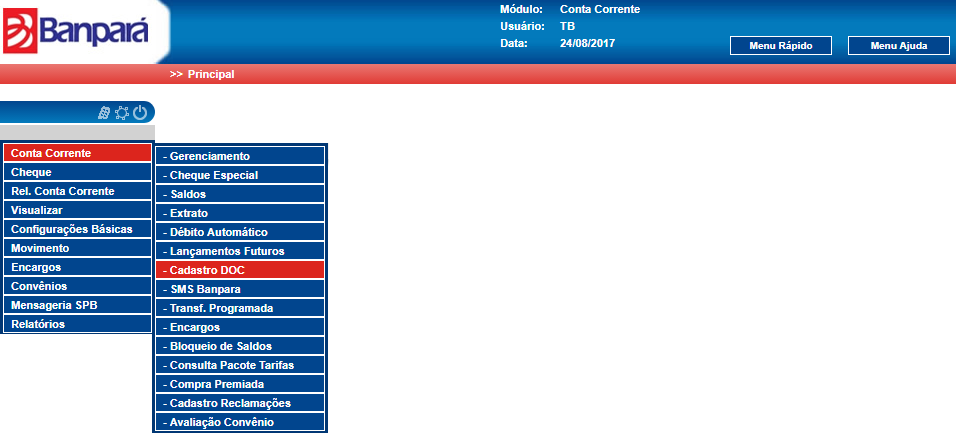 Banpará
Módulo: Conta Corrente
Usuário: TB
Data: 24/08/2017
Menu Rápido
Menu Ajuda
>> Principal
Conta Corrente
Cheque
Rel. Conta Corrente
Visualizar
Configurações Básicas
Movimento
Encargos
Convênios
Mensageria SPB
Relatórios
- Gerenciamento
- Cheque Especial
- Saldos
- Extrato
- Débito Automático
- Lançamentos Futuros
- Cadastro DOC
- SMS Banpara
- Transf. Programada
- Encargos
- Bloqueio de Saldos
- Consulta Pacote Tarifas
- Compra Premiada
- Cadastro Reclamações
- Avaliação Convênio